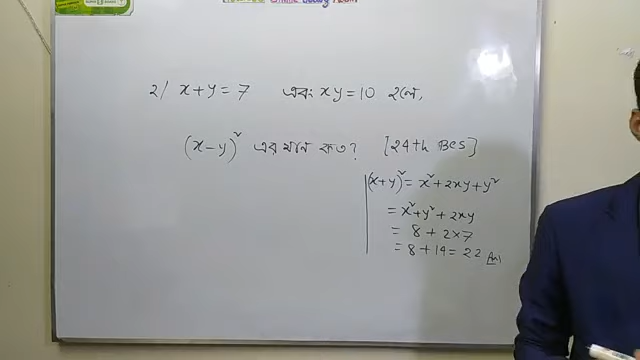 ২। x+y=7 এবং xy=10 হলে,
(x-y)² এর মান কত? [24th BCS]
(x+y)² = x²+2xy+y²
= x²+y²+2xy
= 8+2×7
= 8+14=22 Ans